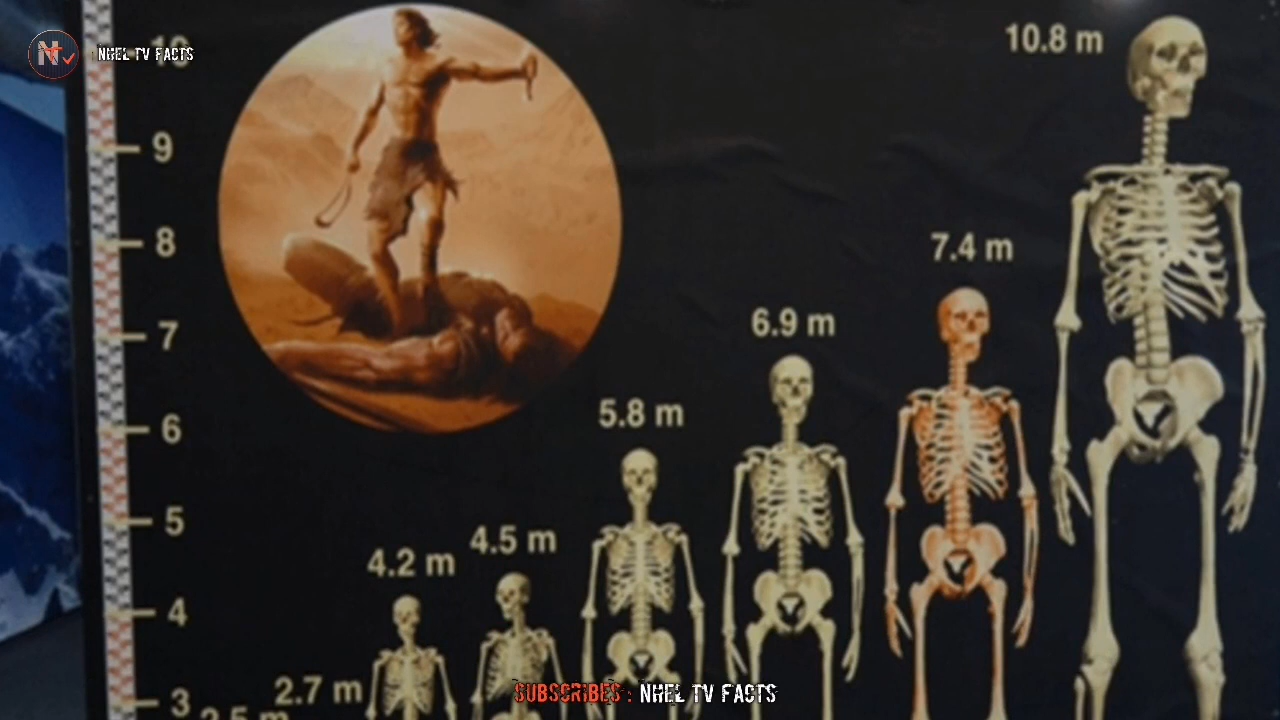 NHEL TV FACTS
10
10.8 m
9
8
7.4 m
7
6.9 m
6
5.8 m
5
4.5 m
4.2 m
4
3
2.7 m
SUBSCRIBES : NHEL TV FACTS